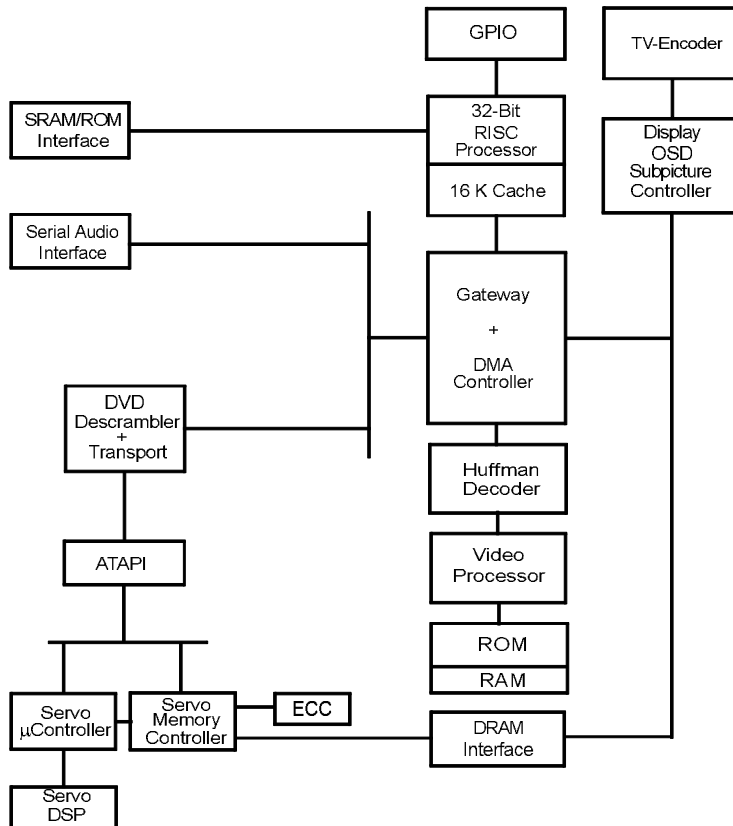 GPIO
TV-Encoder
SRAM/ROM
Interface
32-Bit
RISC
Processor
16 K Cache
Display
OSD
Subpicture
Controller
Serial Audio
Interface
Gateway
+
DMA
Controller
DVD
Descrambler
+
Transport
Huffman
Decoder
ATAPI
Video
Processor
ROM
RAM
Servo
μController
Servo
Memory
Controller
ECC
DRAM
Interface
Servo
DSP